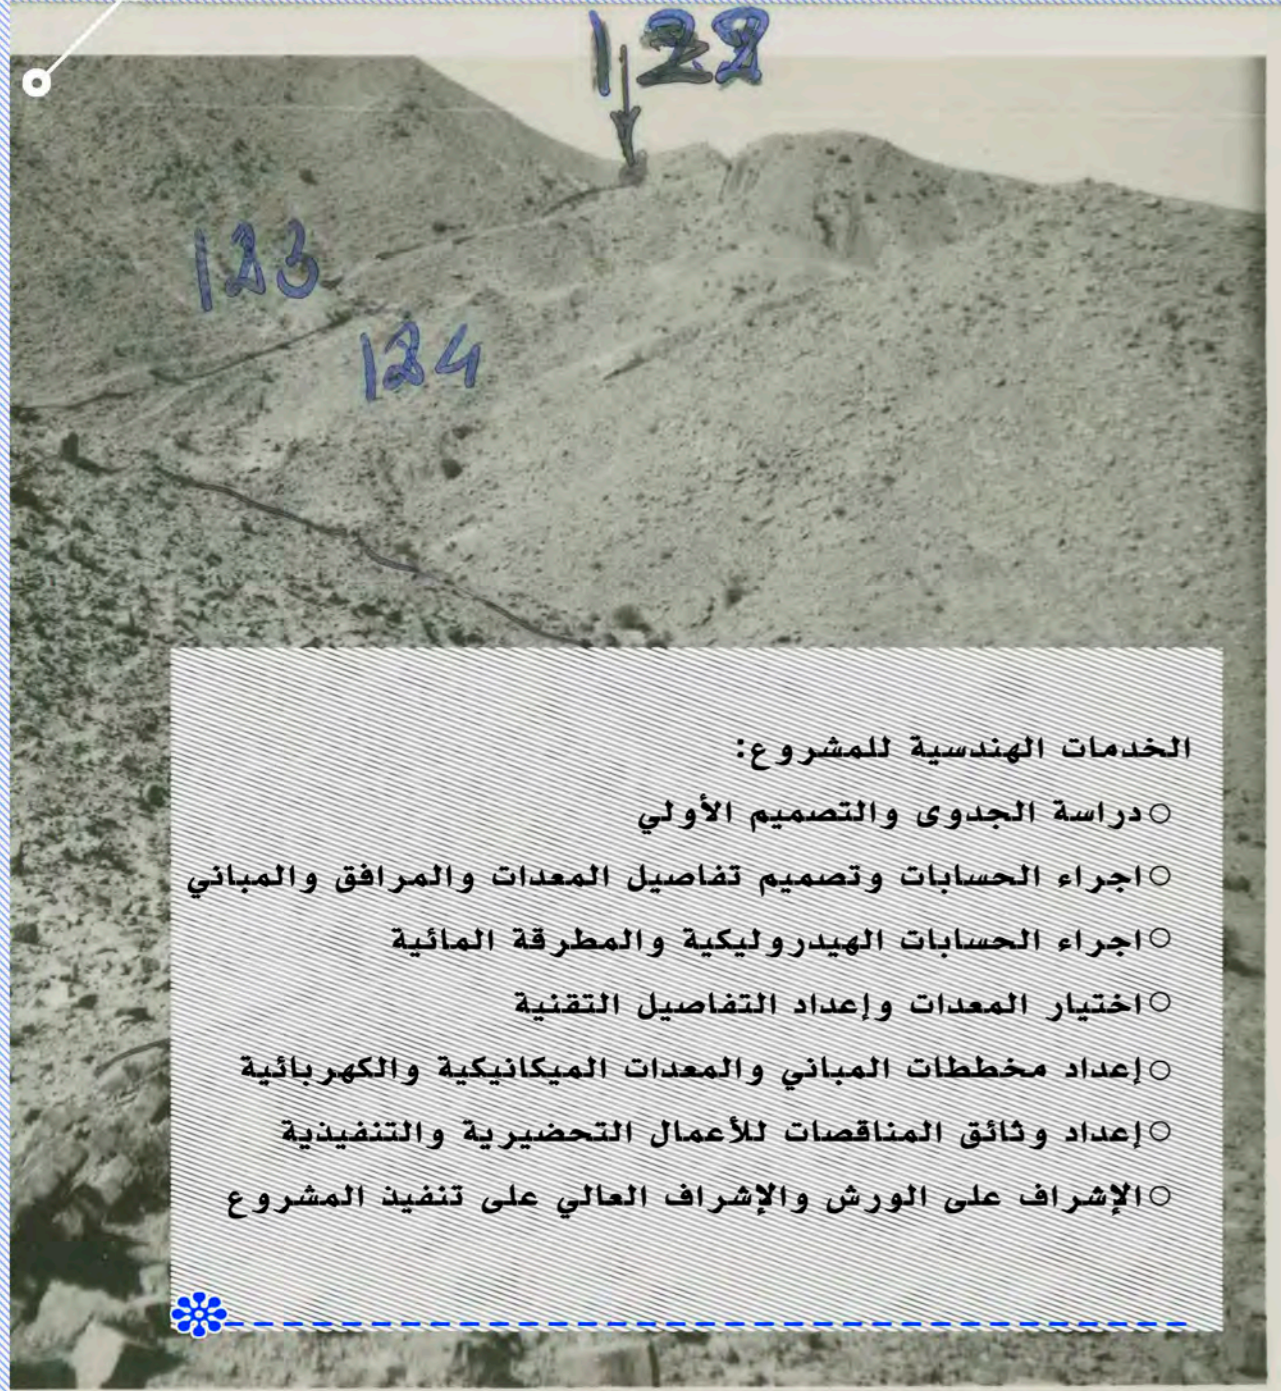 122
123
124
الخدمات الهندسية للمشروع:
○ دراسة الجدوى والتصميم الأولي
○ اجراء الحسابات وتصميم تفاصيل المعدات والمرافق والمباني
○ اجراء الحسابات الهيدروليكية والمطرقة المائية
○ اختيار المعدات وإعداد التفاصيل التقنية
○ إعداد مخططات المباني والمعدات الميكانيكية والكهربائية
○ إعداد وثائق المناقصات للأعمال التحضيرية والتنفيذية
○ الإشراف على الورش والإشراف العالي على تنفيذ المشروع